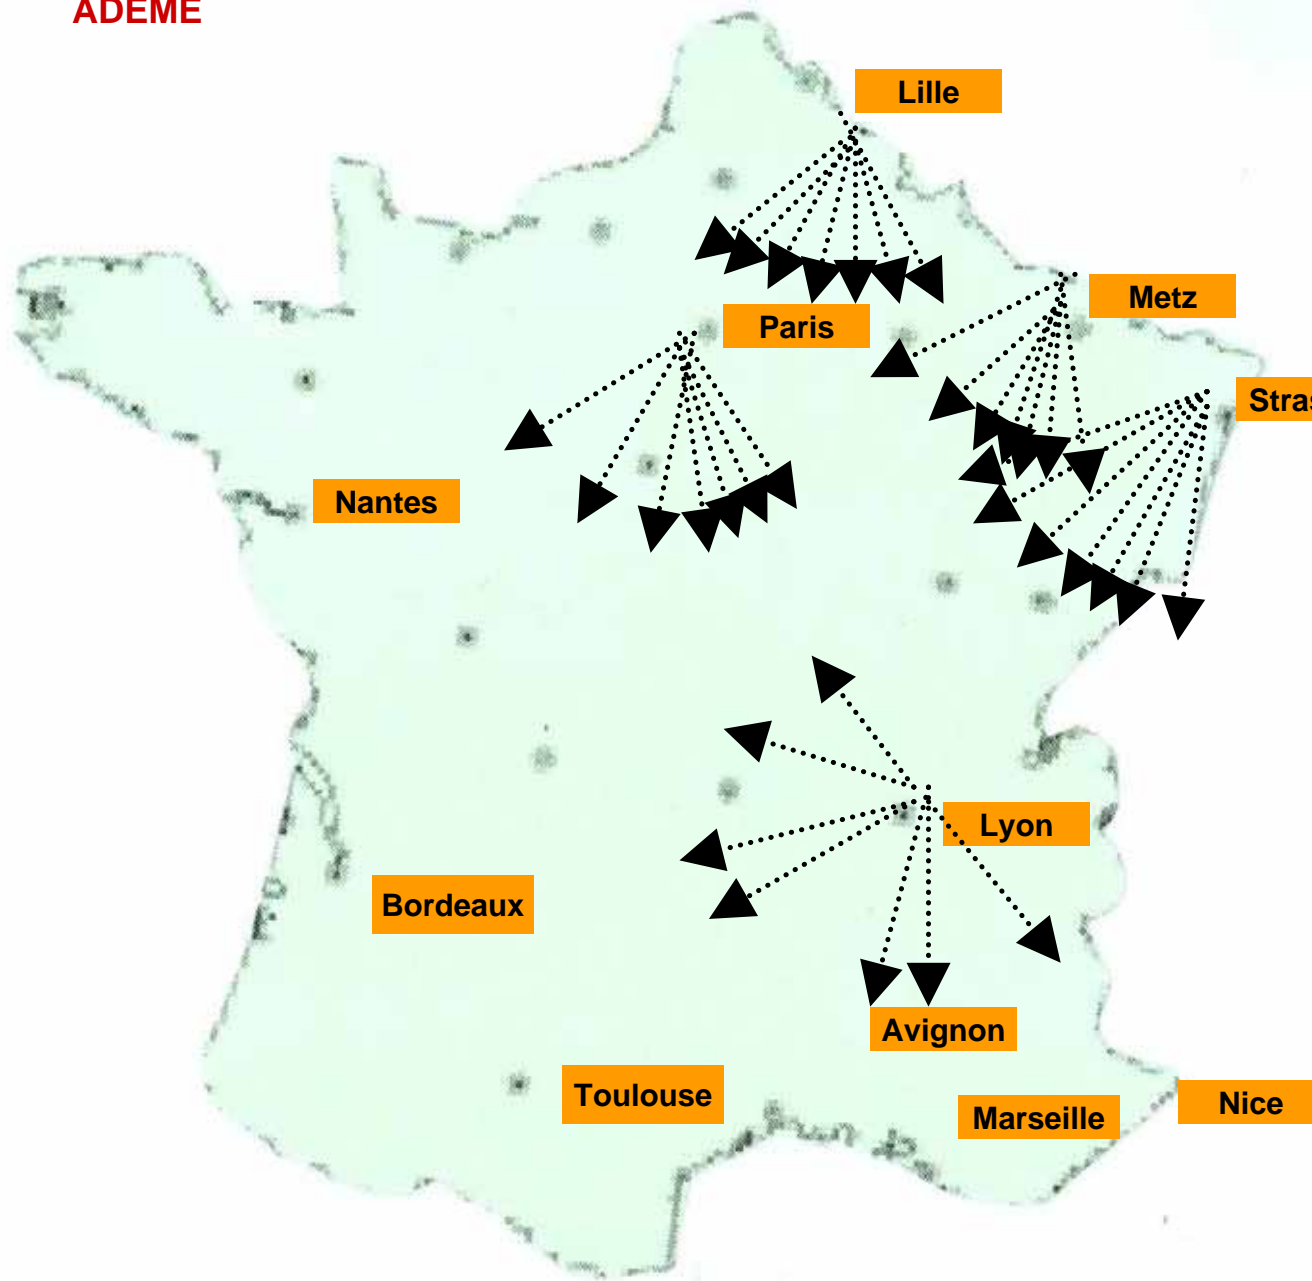 ADEME
Lille
Metz
Paris
Stras
Nantes
Lyon
Bordeaux
Avignon
Toulouse
Marseille
Nice